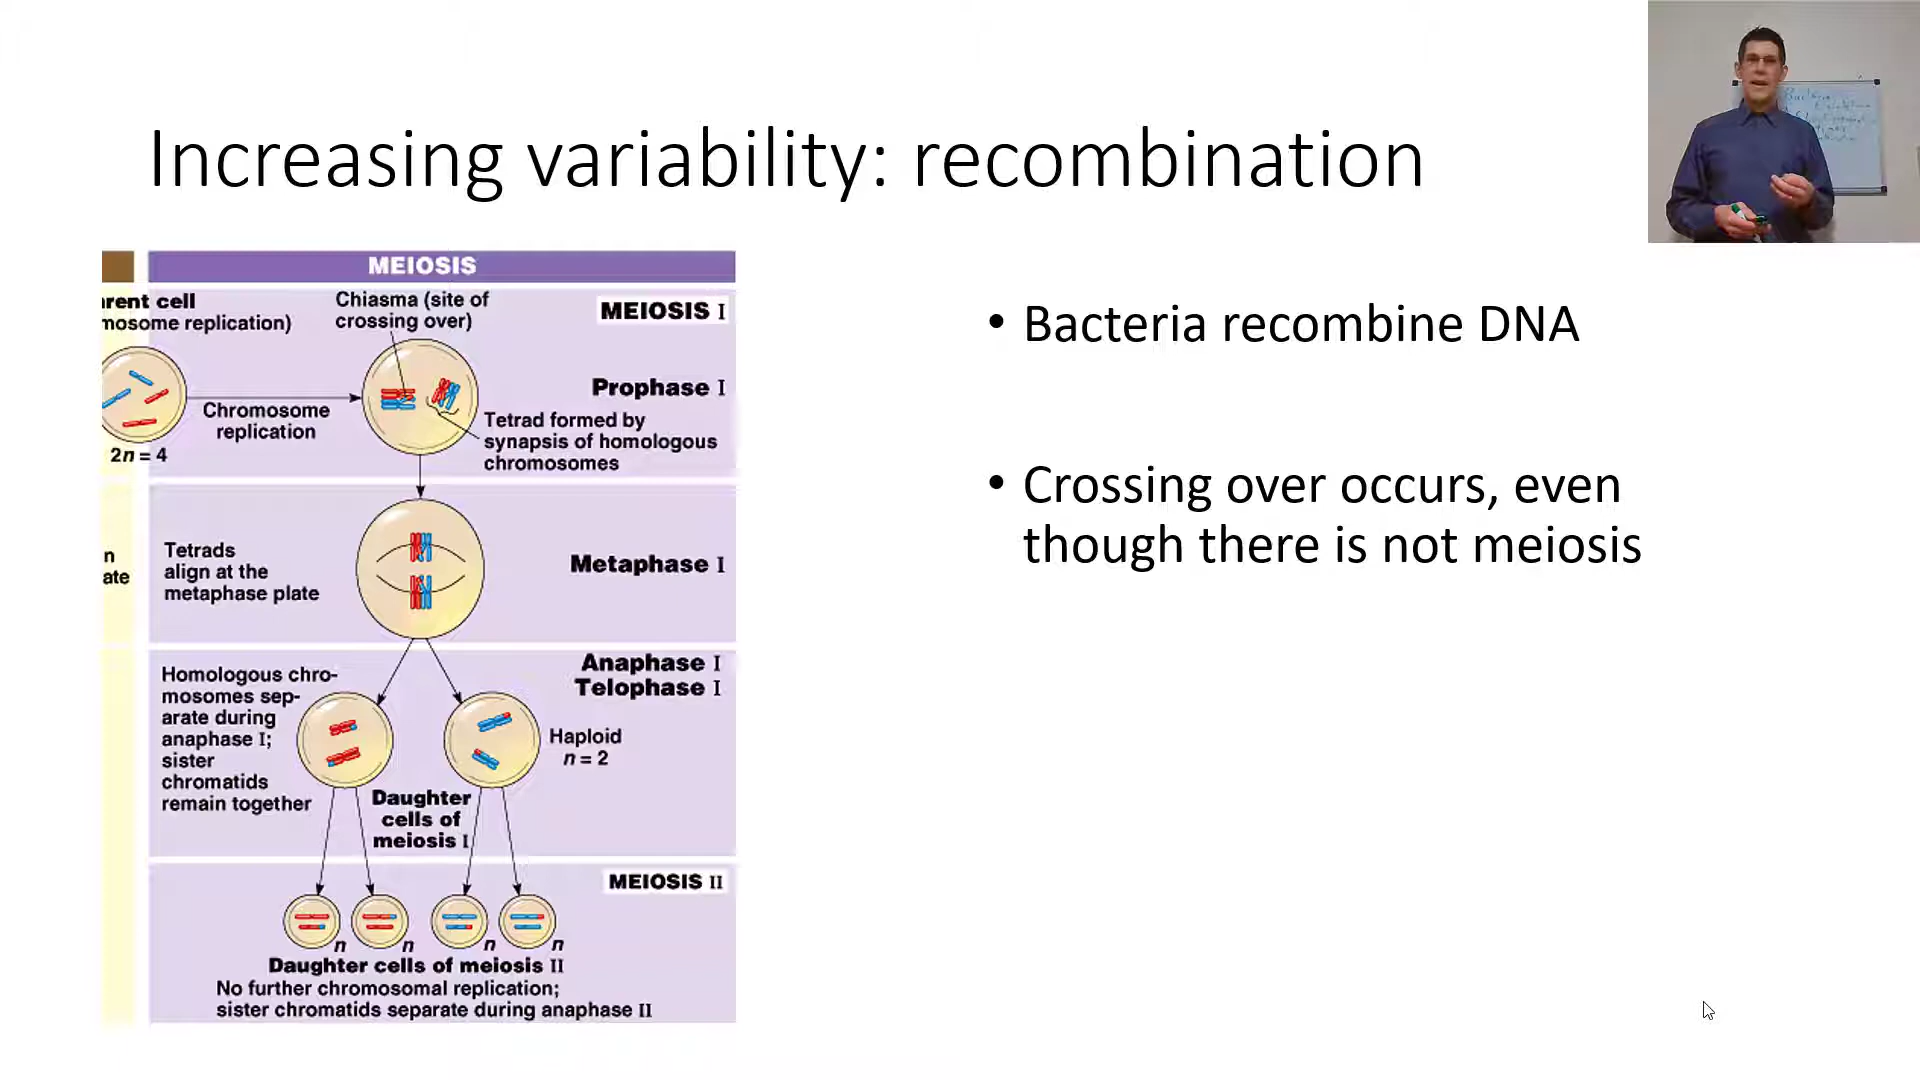 Increasing variability: recombination
MEIOSIS
rent cell
mosome replication)
Chiasma (site of
crossing over)
MEIOSIS I
Prophase I
Chromosome
replication
Tetrad formed by
synapsis of homologous
chromosomes
2n = 4
n
ate
Tetrads
align at the
metaphase plate
Metaphase I
Anaphase I
Telophase I
Homologous chro-
mosomes sep-
arate during
anaphase I;
sister
chromatids
remain together
Haploid
n = 2
Daughter
cells of
meiosis I
MEIOSIS II
n
n
n
n
Daughter cells of meiosis II
No further chromosomal replication;
sister chromatids separate during anaphase II
• Bacteria recombine DNA
• Crossing over occurs, even
though there is not meiosis